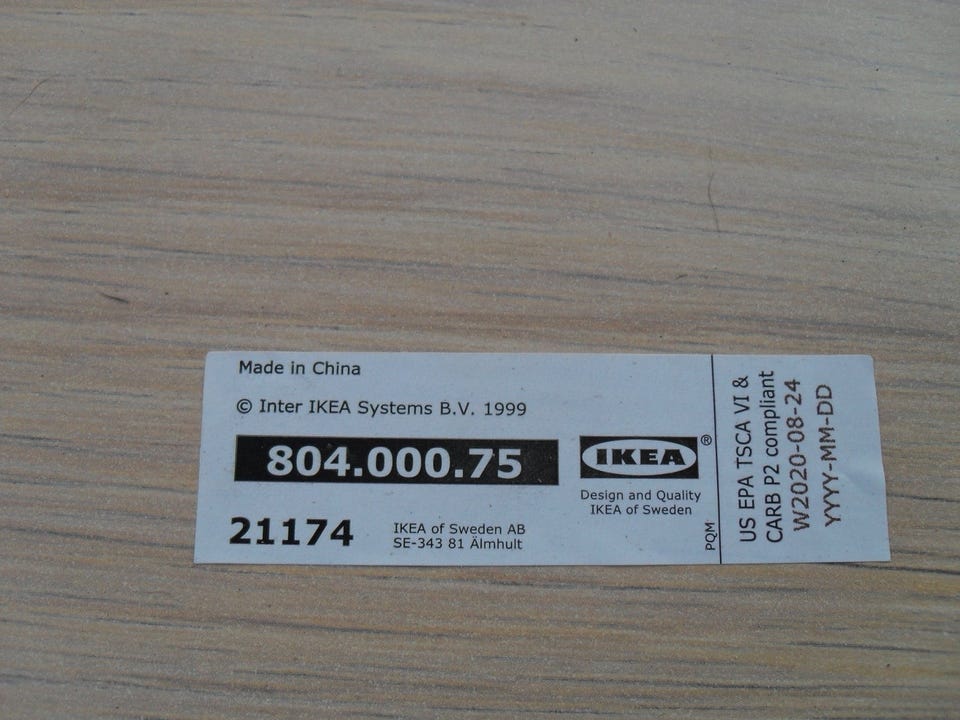 Made in China
© Inter IKEA Systems B.V. 1999
804.000.75
IKEA®
Design and Quality
IKEA of Sweden
21174
IKEA of Sweden AB
SE-343 81 Älmhult
PQM
US EPA TSCA VI &
CARB P2 compliant
W2020-08-24
YYYY-MM-DD